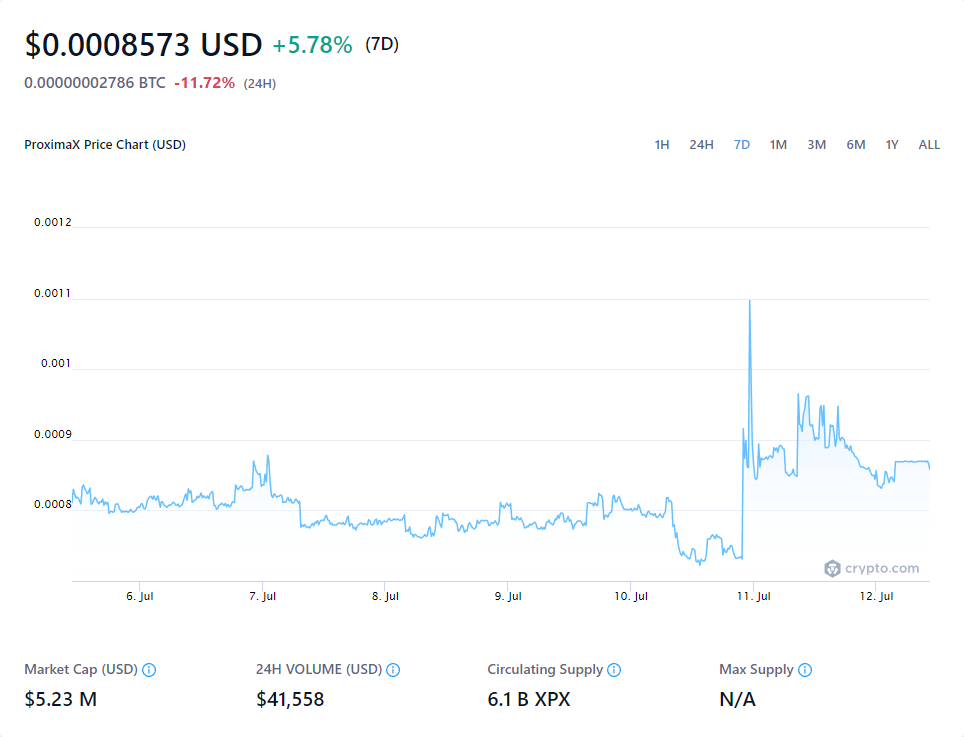 $0.0008573 USD +5.78% (7D)
0.00000002786 BTC -11.72% (24H)
ProximaX Price Chart (USD) 1H 24H 7D 1M 3M 6M 1Y ALL
0.0012
0.0011
0.001
0.0009
0.0008
crypto.com
6. Jul 7. Jul 8. Jul 9. Jul 10. Jul 11. Jul 12. Jul
Market Cap (USD) 24H VOLUME (USD) Circulating Supply Max Supply
$5.23 M $41,558 6.1 B XPX N/A